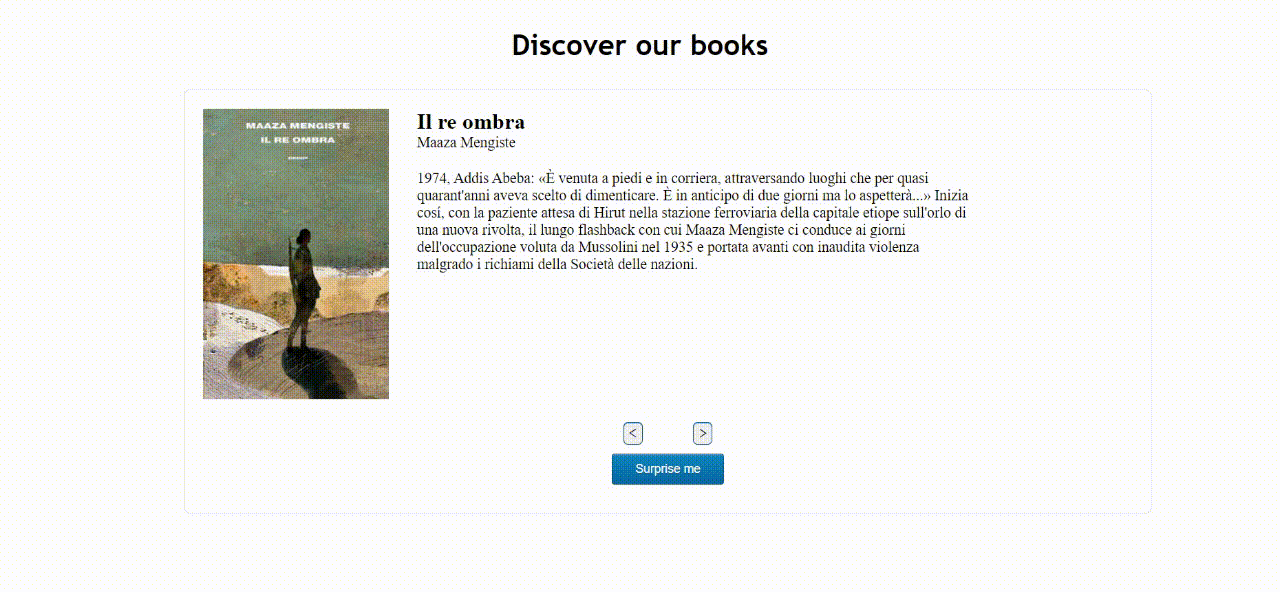 Discover our books
MAAZA MENGISTE
IL RE OMBRA
Il re ombra
Maaza Mengiste
1974, Addis Abeba: «È venuta a piedi e in corriera, attraversando luoghi che per quasi
quarant'anni aveva scelto di dimenticare. È in anticipo di due giorni ma lo aspetterà...» Inizia
cosí, con la paziente attesa di Hirut nella stazione ferroviaria della capitale etiope sull'orlo di
una nuova rivolta, il lungo flashback con cui Maaza Mengiste ci conduce ai giorni
dell'occupazione voluta da Mussolini nel 1935 e portata avanti con inaudita violenza
malgrado i richiami della Società delle nazioni.
< >
Surprise me